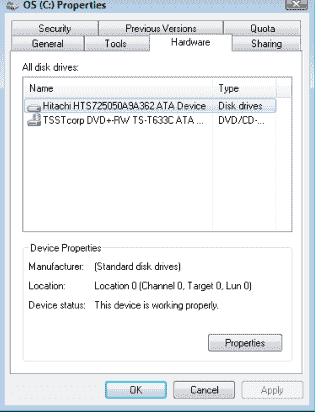 OS (C:) Properties
Security Previous Versions Quota
General Tools Hardware Sharing
All disk drives:
Name Type
Hitachi HTS725050A9A362 ATA Device Disk drives
TSSTcorp DVD+-RW TS-T633C ATA ... DVD/CD-...
Device Properties
Manufacturer: (Standard disk drives)
Location: Location 0 (Channel 0, Target 0, Lun 0)
Device status: This device is working properly.
Properties
OK Cancel Apply